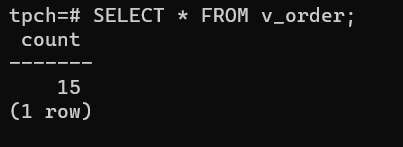 tpch=# SELECT * FROM v_order;
 count
-------
    15
(1 row)